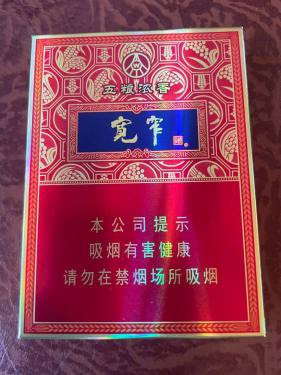 五粮浓香
宽窄
本公司提示
吸烟有害健康
请勿在禁烟场所吸烟